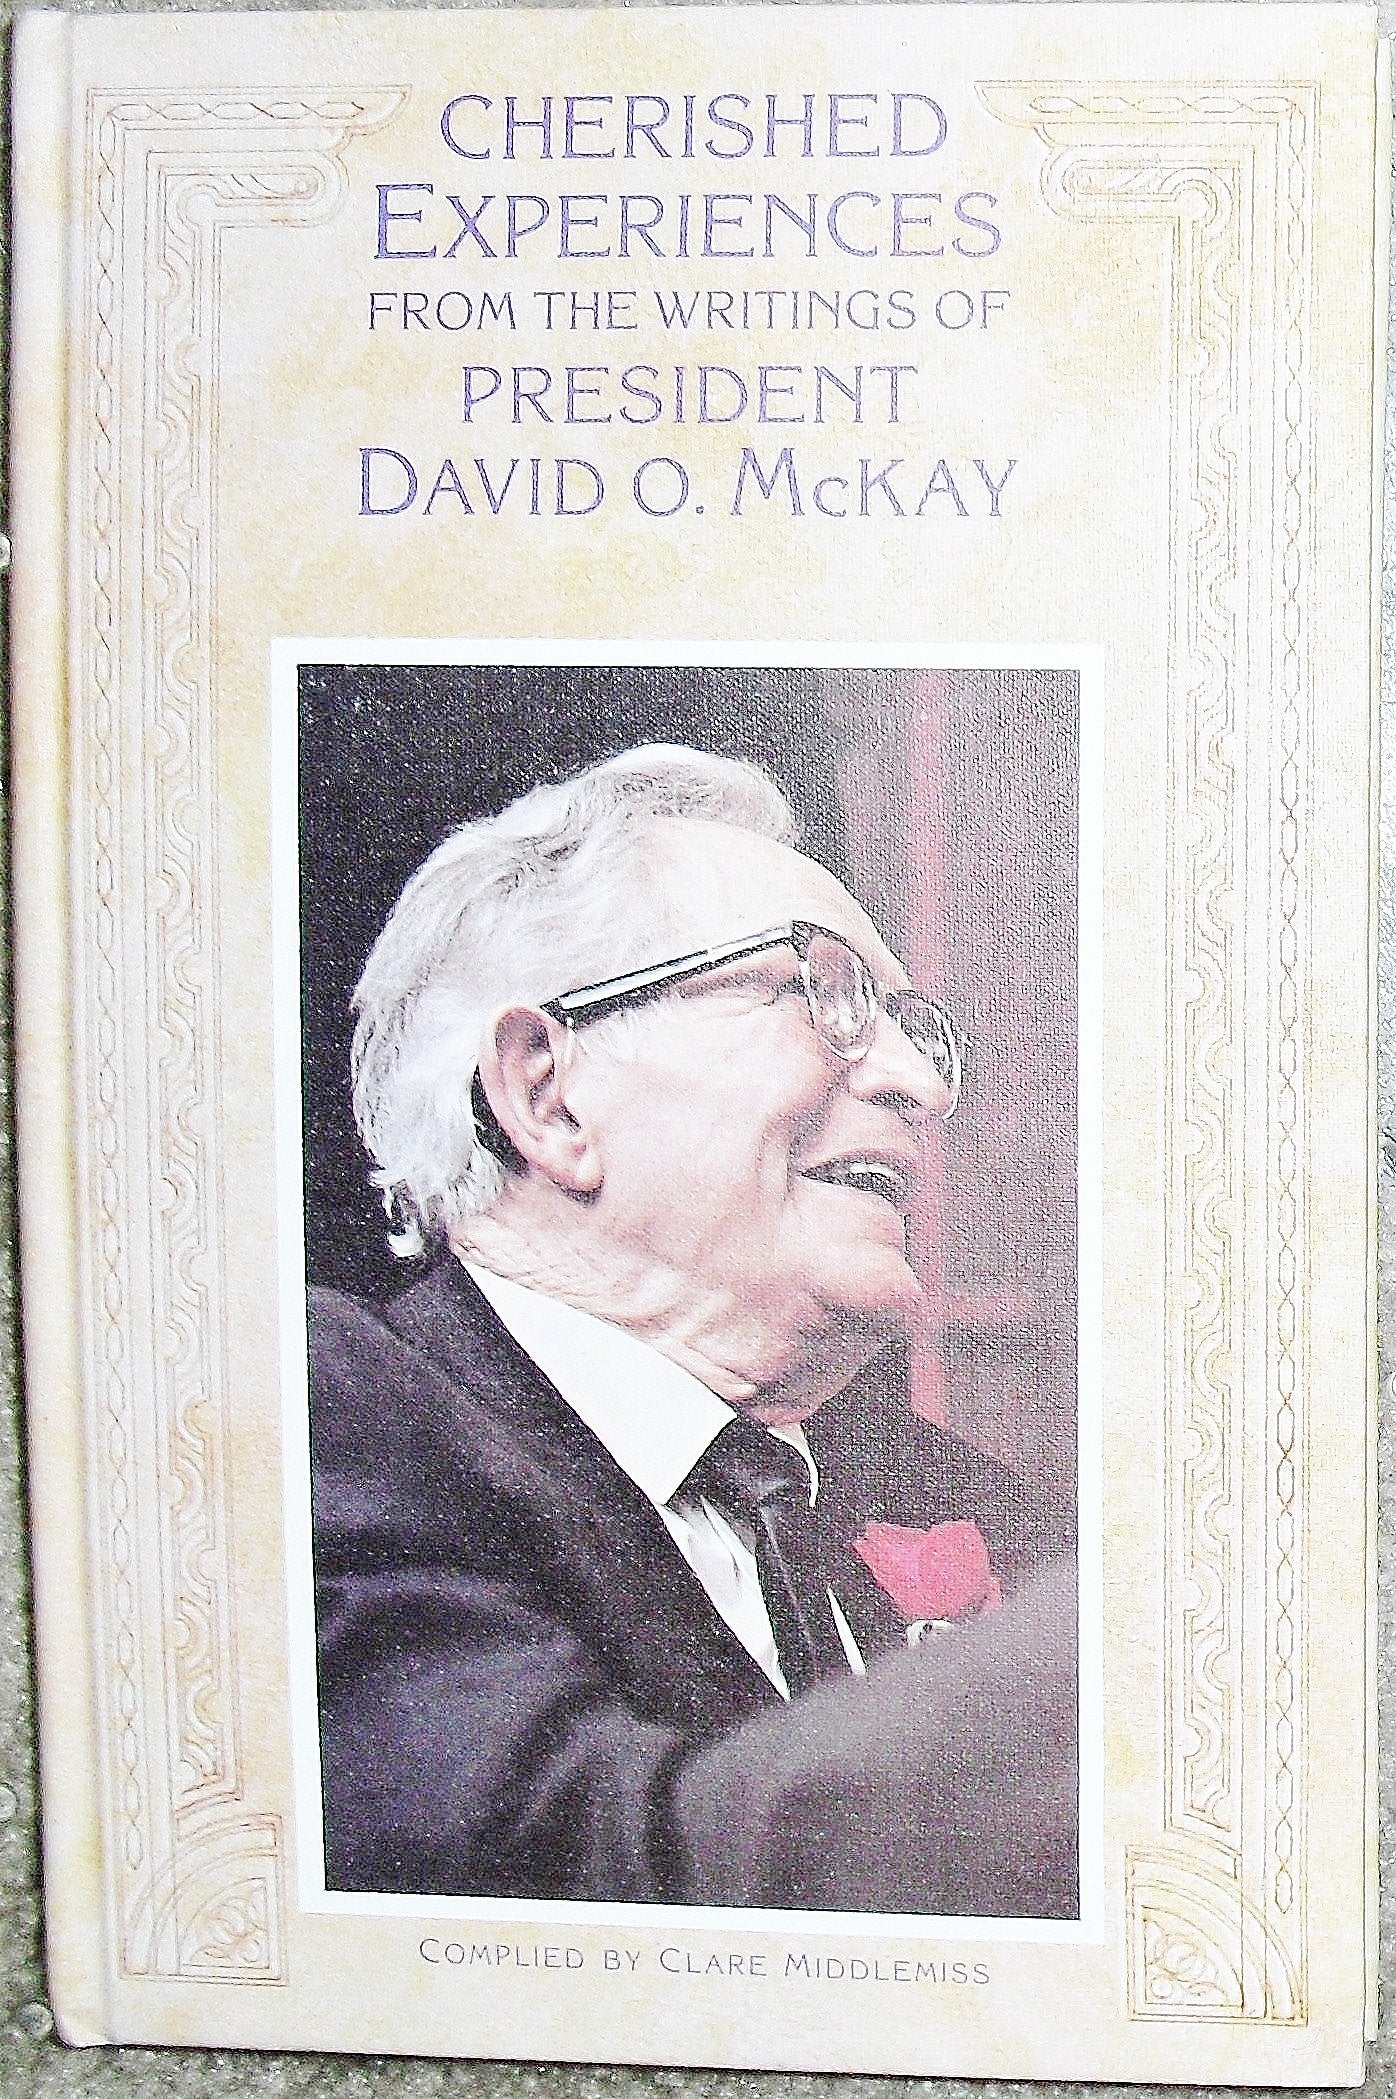 CHERISHED
EXPERIENCES
FROM THE WRITINGS OF
PRESIDENT
DAVID O. McKAY
COMPLIED BY CLARE MIDDLEMISS